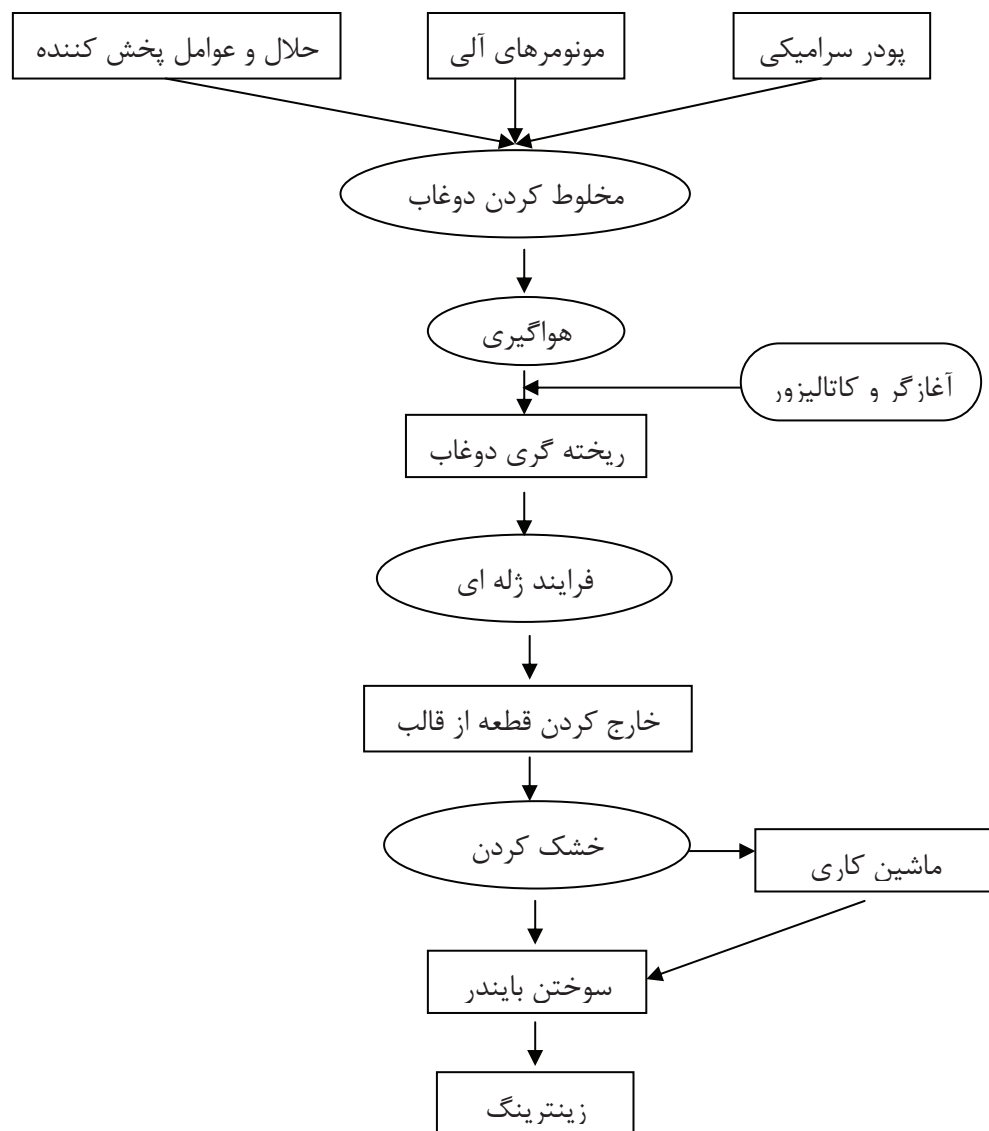 پودر سرامیکی
مونومرهای آلی
حلال و عوامل پخش کننده
مخلوط کردن دوغاب
هواگیری
آغازگر و کاتالیزور
ریخته گری دوغاب
فرایند ژله ای
خارج کردن قطعه از قالب
خشک کردن
ماشین کاری
سوختن بایندر
زینترینگ